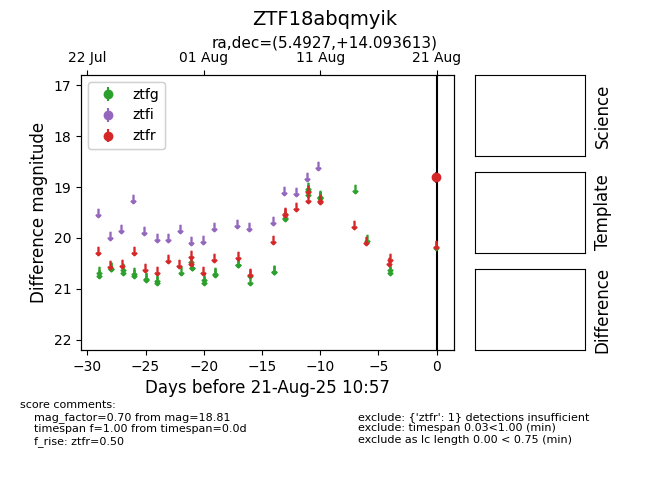 ZTF18abqmyik
ra,dec=(5.4927,+14.093613)
22 Jul 01 Aug 11 Aug 21 Aug
ztfg
ztfi
ztfr
17
18
19
20
21
22
Difference magnitude
−30 −25 −20 −15 −10 −5 0
Days before 21-Aug-25 10:57
Science
Template
Difference
score comments:
mag_factor=0.70 from mag=18.81
timespan f=1.00 from timespan=0.0d
f_rise: ztfr=0.50
exclude: {'ztfr': 1} detections insufficient
exclude: timespan 0.03<1.00 (min)
exclude as lc length 0.00 < 0.75 (min)